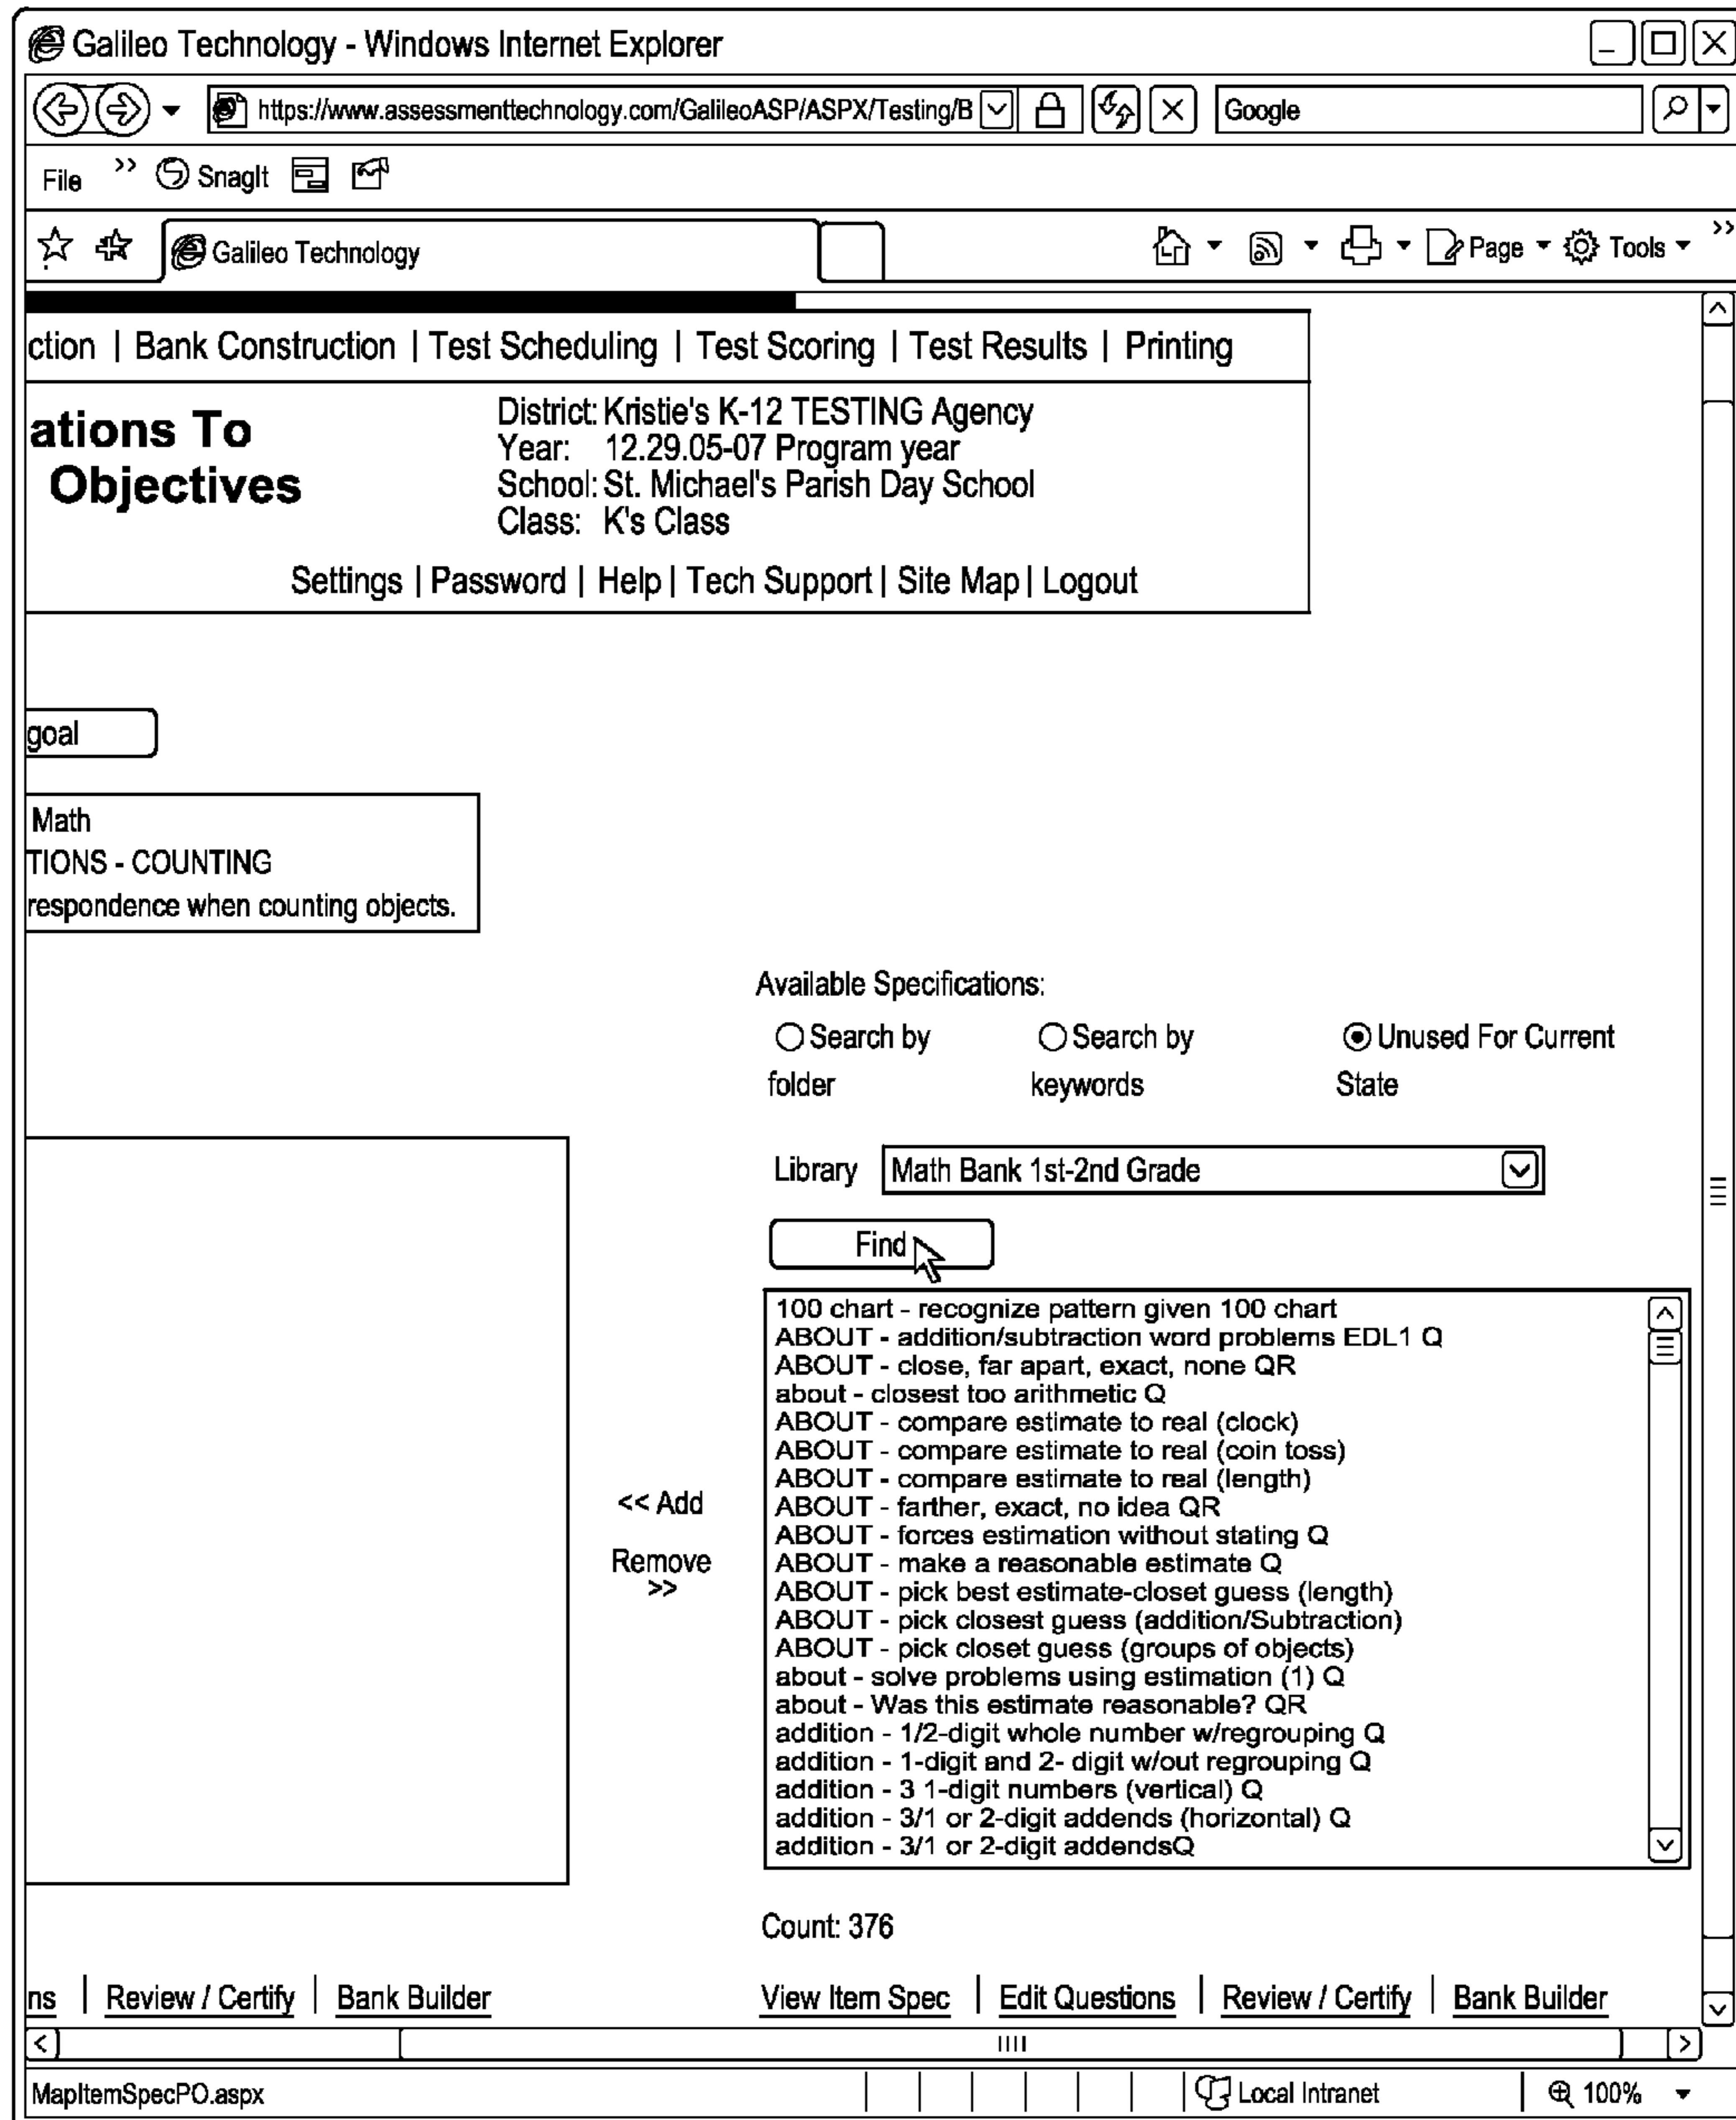 Galileo Technology - Windows Internet Explorer
https://www.assessmenttechnology.com/GalileoASP/ASPX/Testing/B
Google
File >> SnagIt
Galileo Technology
Page Tools >>
ction | Bank Construction | Test Scheduling | Test Scoring | Test Results | Printing
ations To
Objectives
District: Kristie's K-12 TESTING Agency
Year: 12.29.05-07 Program year
School: St. Michael's Parish Day School
Class: K's Class
Settings | Password | Help | Tech Support | Site Map | Logout
goal
Math
TIONS - COUNTING
respondence when counting objects.
Available Specifications:
Search by
folder
Search by
keywords
Unused For Current
State
Library Math Bank 1st-2nd Grade
Find
100 chart - recognize pattern given 100 chart
ABOUT - addition/subtraction word problems EDL1 Q
ABOUT - close, far apart, exact, none QR
about - closest too arithmetic Q
ABOUT - compare estimate to real (clock)
ABOUT - compare estimate to real (coin toss)
ABOUT - compare estimate to real (length)
ABOUT - farther, exact, no idea QR
ABOUT - forces estimation without stating Q
ABOUT - make a reasonable estimate Q
ABOUT - pick best estimate-closet guess (length)
ABOUT - pick closest guess (addition/Subtraction)
ABOUT - pick closet guess (groups of objects)
about - solve problems using estimation (1) Q
about - Was this estimate reasonable? QR
addition - 1/2-digit whole number w/regrouping Q
addition - 1-digit and 2- digit w/out regrouping Q
addition - 3 1-digit numbers (vertical) Q
addition - 3/1 or 2-digit addends (horizontal) Q
addition - 3/1 or 2-digit addendsQ
<< Add
Remove
>>
Count: 376
ns | Review / Certify | Bank Builder
View Item Spec | Edit Questions | Review / Certify | Bank Builder
MapItemSpecPO.aspx
Local Intranet
100%